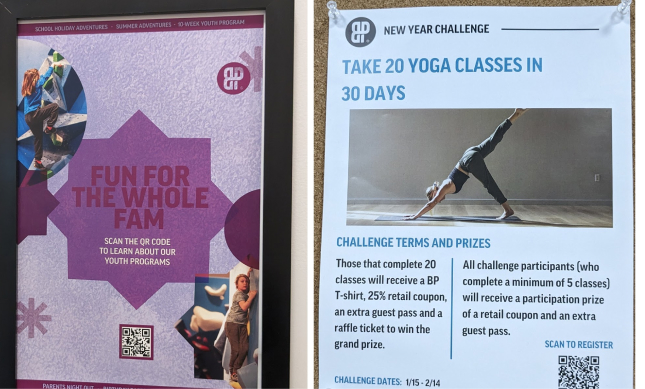 SCHOOL HOLIDAY ADVENTURES - SUMMER ADVENTURES - 10-WEEK YOUTH PROGRAM
BP
FUN FOR
THE WHOLE
FAM
SCAN THE QR CODE
TO LEARN ABOUT OUR
YOUTH PROGRAMS
BP
NEW YEAR CHALLENGE
TAKE 20 YOGA CLASSES IN
30 DAYS
CHALLENGE TERMS AND PRIZES
Those that complete 20
classes will receive a BP
T-shirt, 25% retail coupon,
an extra guest pass and a
raffle ticket to win the
grand prize.
All challenge participants (who
complete a minimum of 5 classes)
will receive a participation prize
of a retail coupon and an extra
guest pass.
SCAN TO REGISTER
CHALLENGE DATES: 1/15 - 2/14